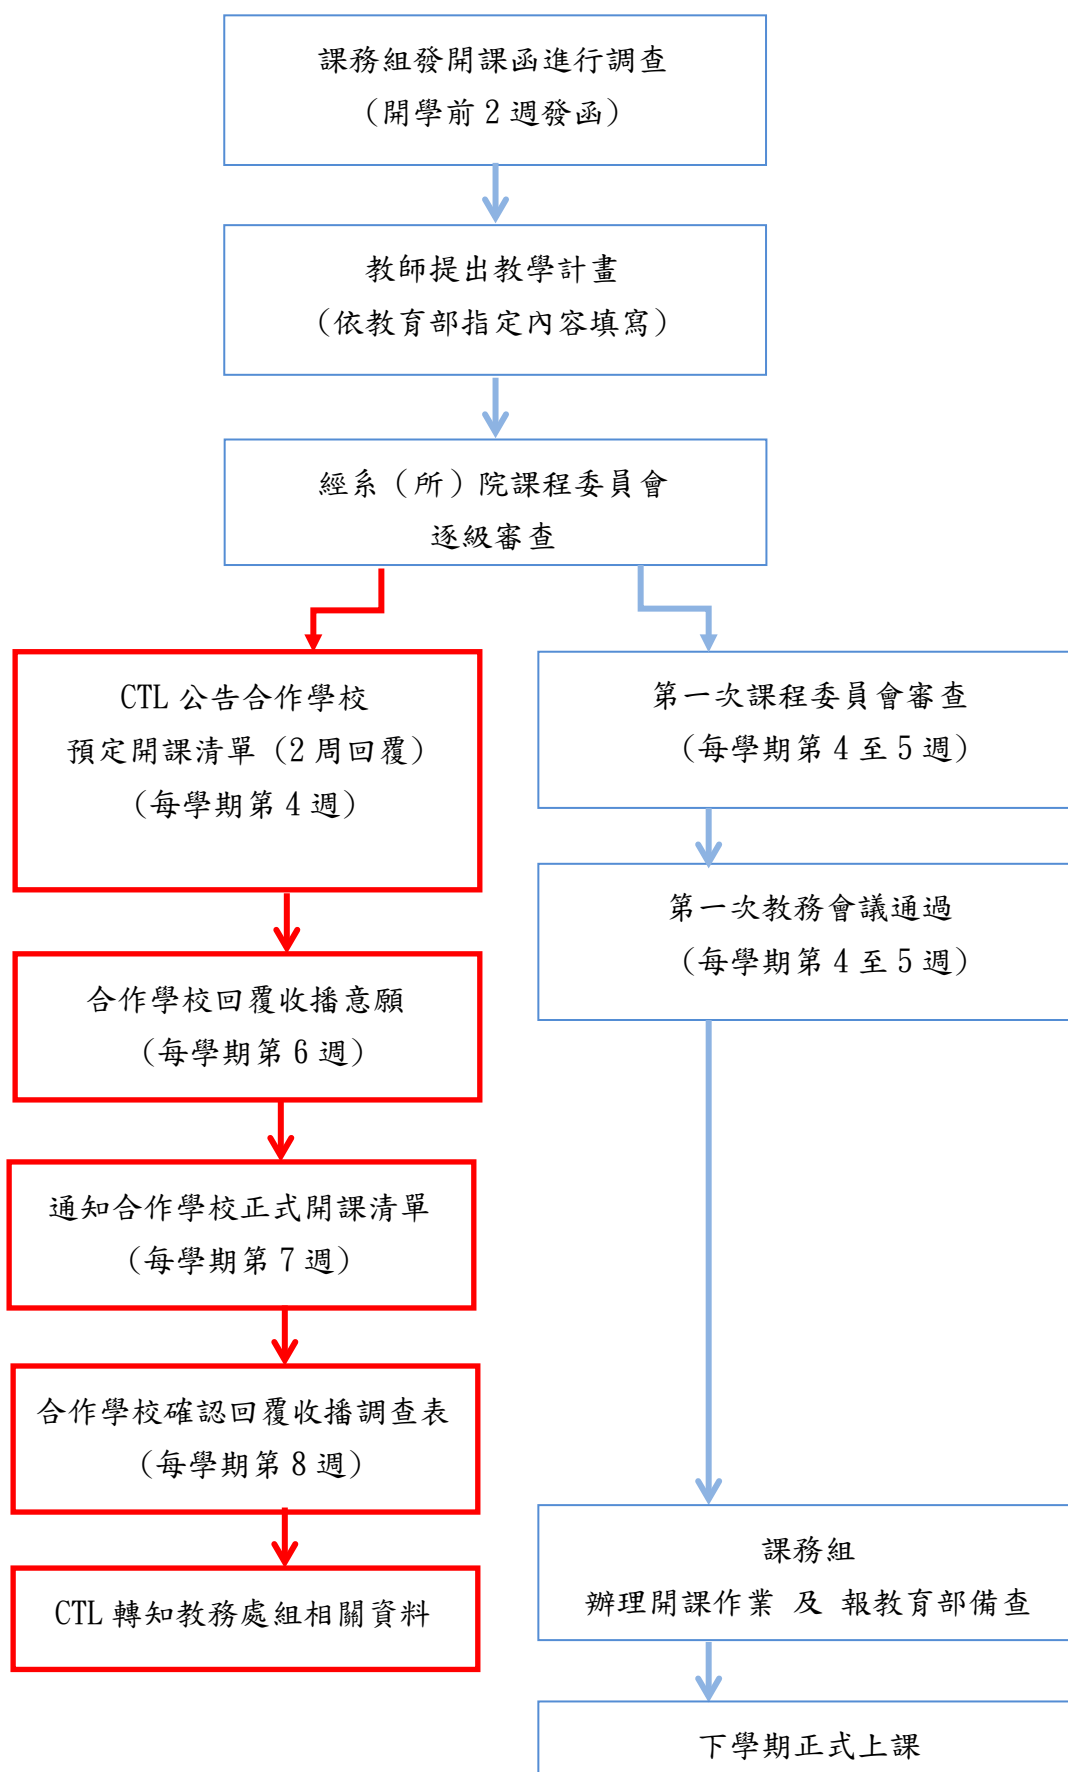 課務組發開課函進行調查
（開學前 2 週發函）
教師提出教學計畫
（依教育部指定內容填寫）
經系（所）院課程委員會
逐級審查
CTL 公告合作學校
預定開課清單（2 周回覆）
（每學期第 4 週）
合作學校回覆收播意願
（每學期第 6 週）
通知合作學校正式開課清單
（每學期第 7 週）
合作學校確認回覆收播調查表
（每學期第 8 週）
CTL 轉知教務處組相關資料
第一次課程委員會審查
（每學期第 4 至 5 週）
第一次教務會議通過
（每學期第 4 至 5 週）
課務組
辦理開課作業 及 報教育部備查
下學期正式上課